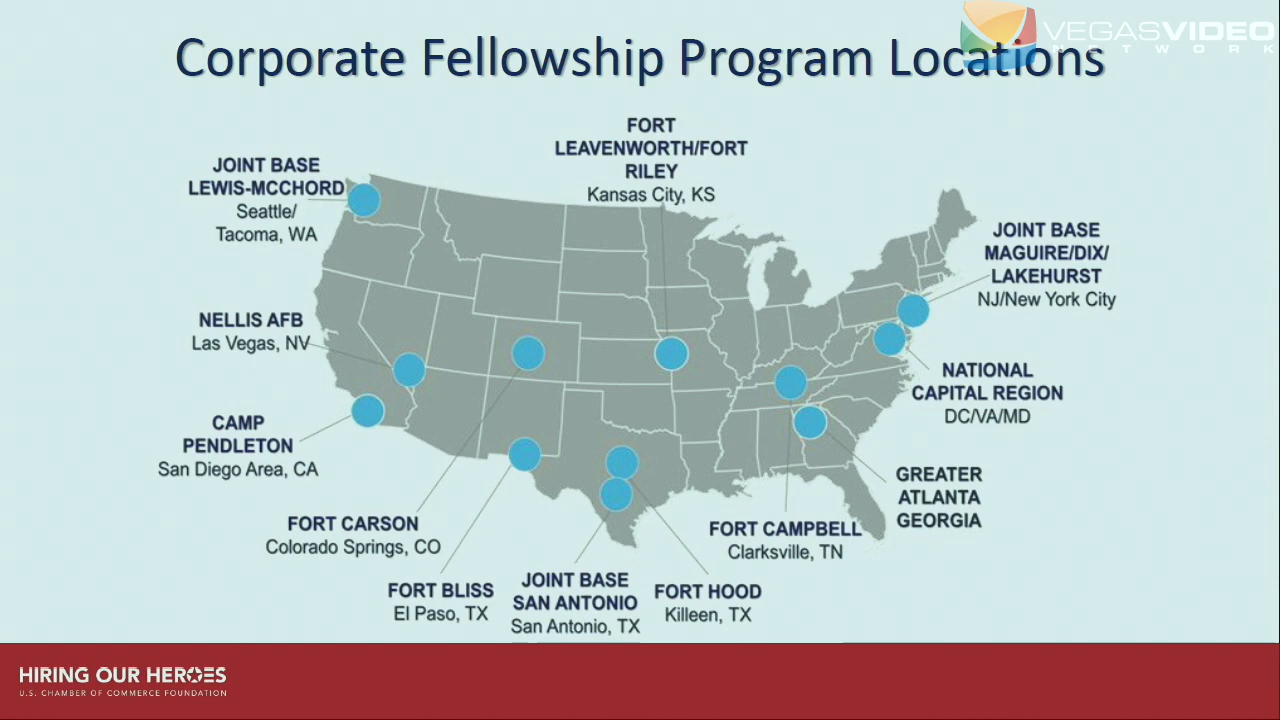 VEGASVIDEO
NETWORK
Corporate Fellowship Program Locations
FORT
LEAVENWORTH/FORT
RILEY
Kansas City, KS
JOINT BASE
LEWIS-MCCHORD
Seattle/
Tacoma, WA
JOINT BASE
MAGUIRE/DIX/
LAKEHURST
NJ/New York City
NELLIS AFB
Las Vegas, NV
NATIONAL
CAPITAL REGION
DC/VA/MD
CAMP
PENDLETON
San Diego Area, CA
GREATER
ATLANTA
GEORGIA
FORT CARSON
Colorado Springs, CO
FORT CAMPBELL
Clarksville, TN
FORT BLISS
El Paso, TX
JOINT BASE
SAN ANTONIO
San Antonio, TX
FORT HOOD
Killeen, TX
HIRING OUR HEROES
U.S. CHAMBER OF COMMERCE FOUNDATION